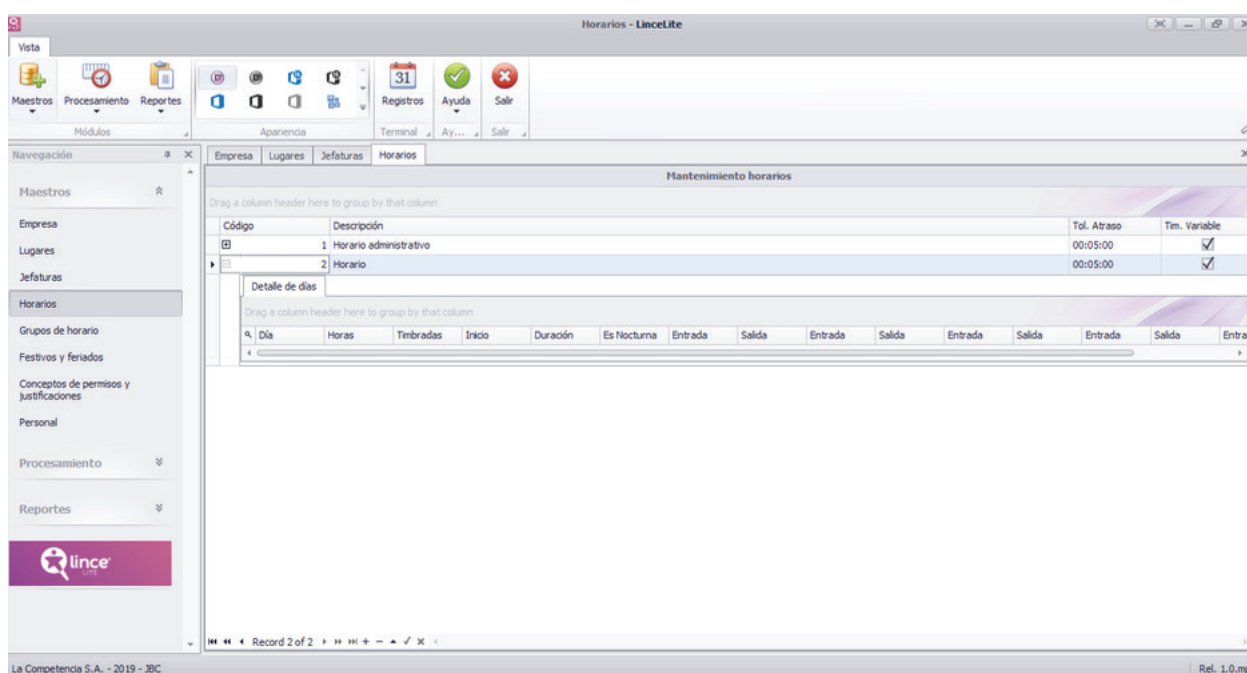 Horarios - LinceLite
Vista
Maestros Procesamiento Reportes
31
Registros Ayuda Salir
Módulos Apariencia Terminal Ay... Salir
Navegación
Empresa Lugares Jefaturas Horarios
Mantenimiento horarios
Maestros
Drag a column header here to group by that column
Empresa
Código Descripción Tol. Atraso Tim. Variable
1 Horario administrativo 00:05:00
Lugares
2 Horario 00:05:00
Jefaturas
Detalle de días
Horarios
Drag a column header here to group by that column
Grupos de horario
Día Horas Timbradas Inicio Duración Es Nocturna Entrada Salida Entrada Salida Entrada Salida Entrada Salida Entra
Festivos y feriados
Conceptos de permisos y
justificaciones
Personal
Procesamiento
Reportes
lince
LITE
Record 2 of 2
La Competencia S.A. - 2019 - JBC Rel. 1.0.m